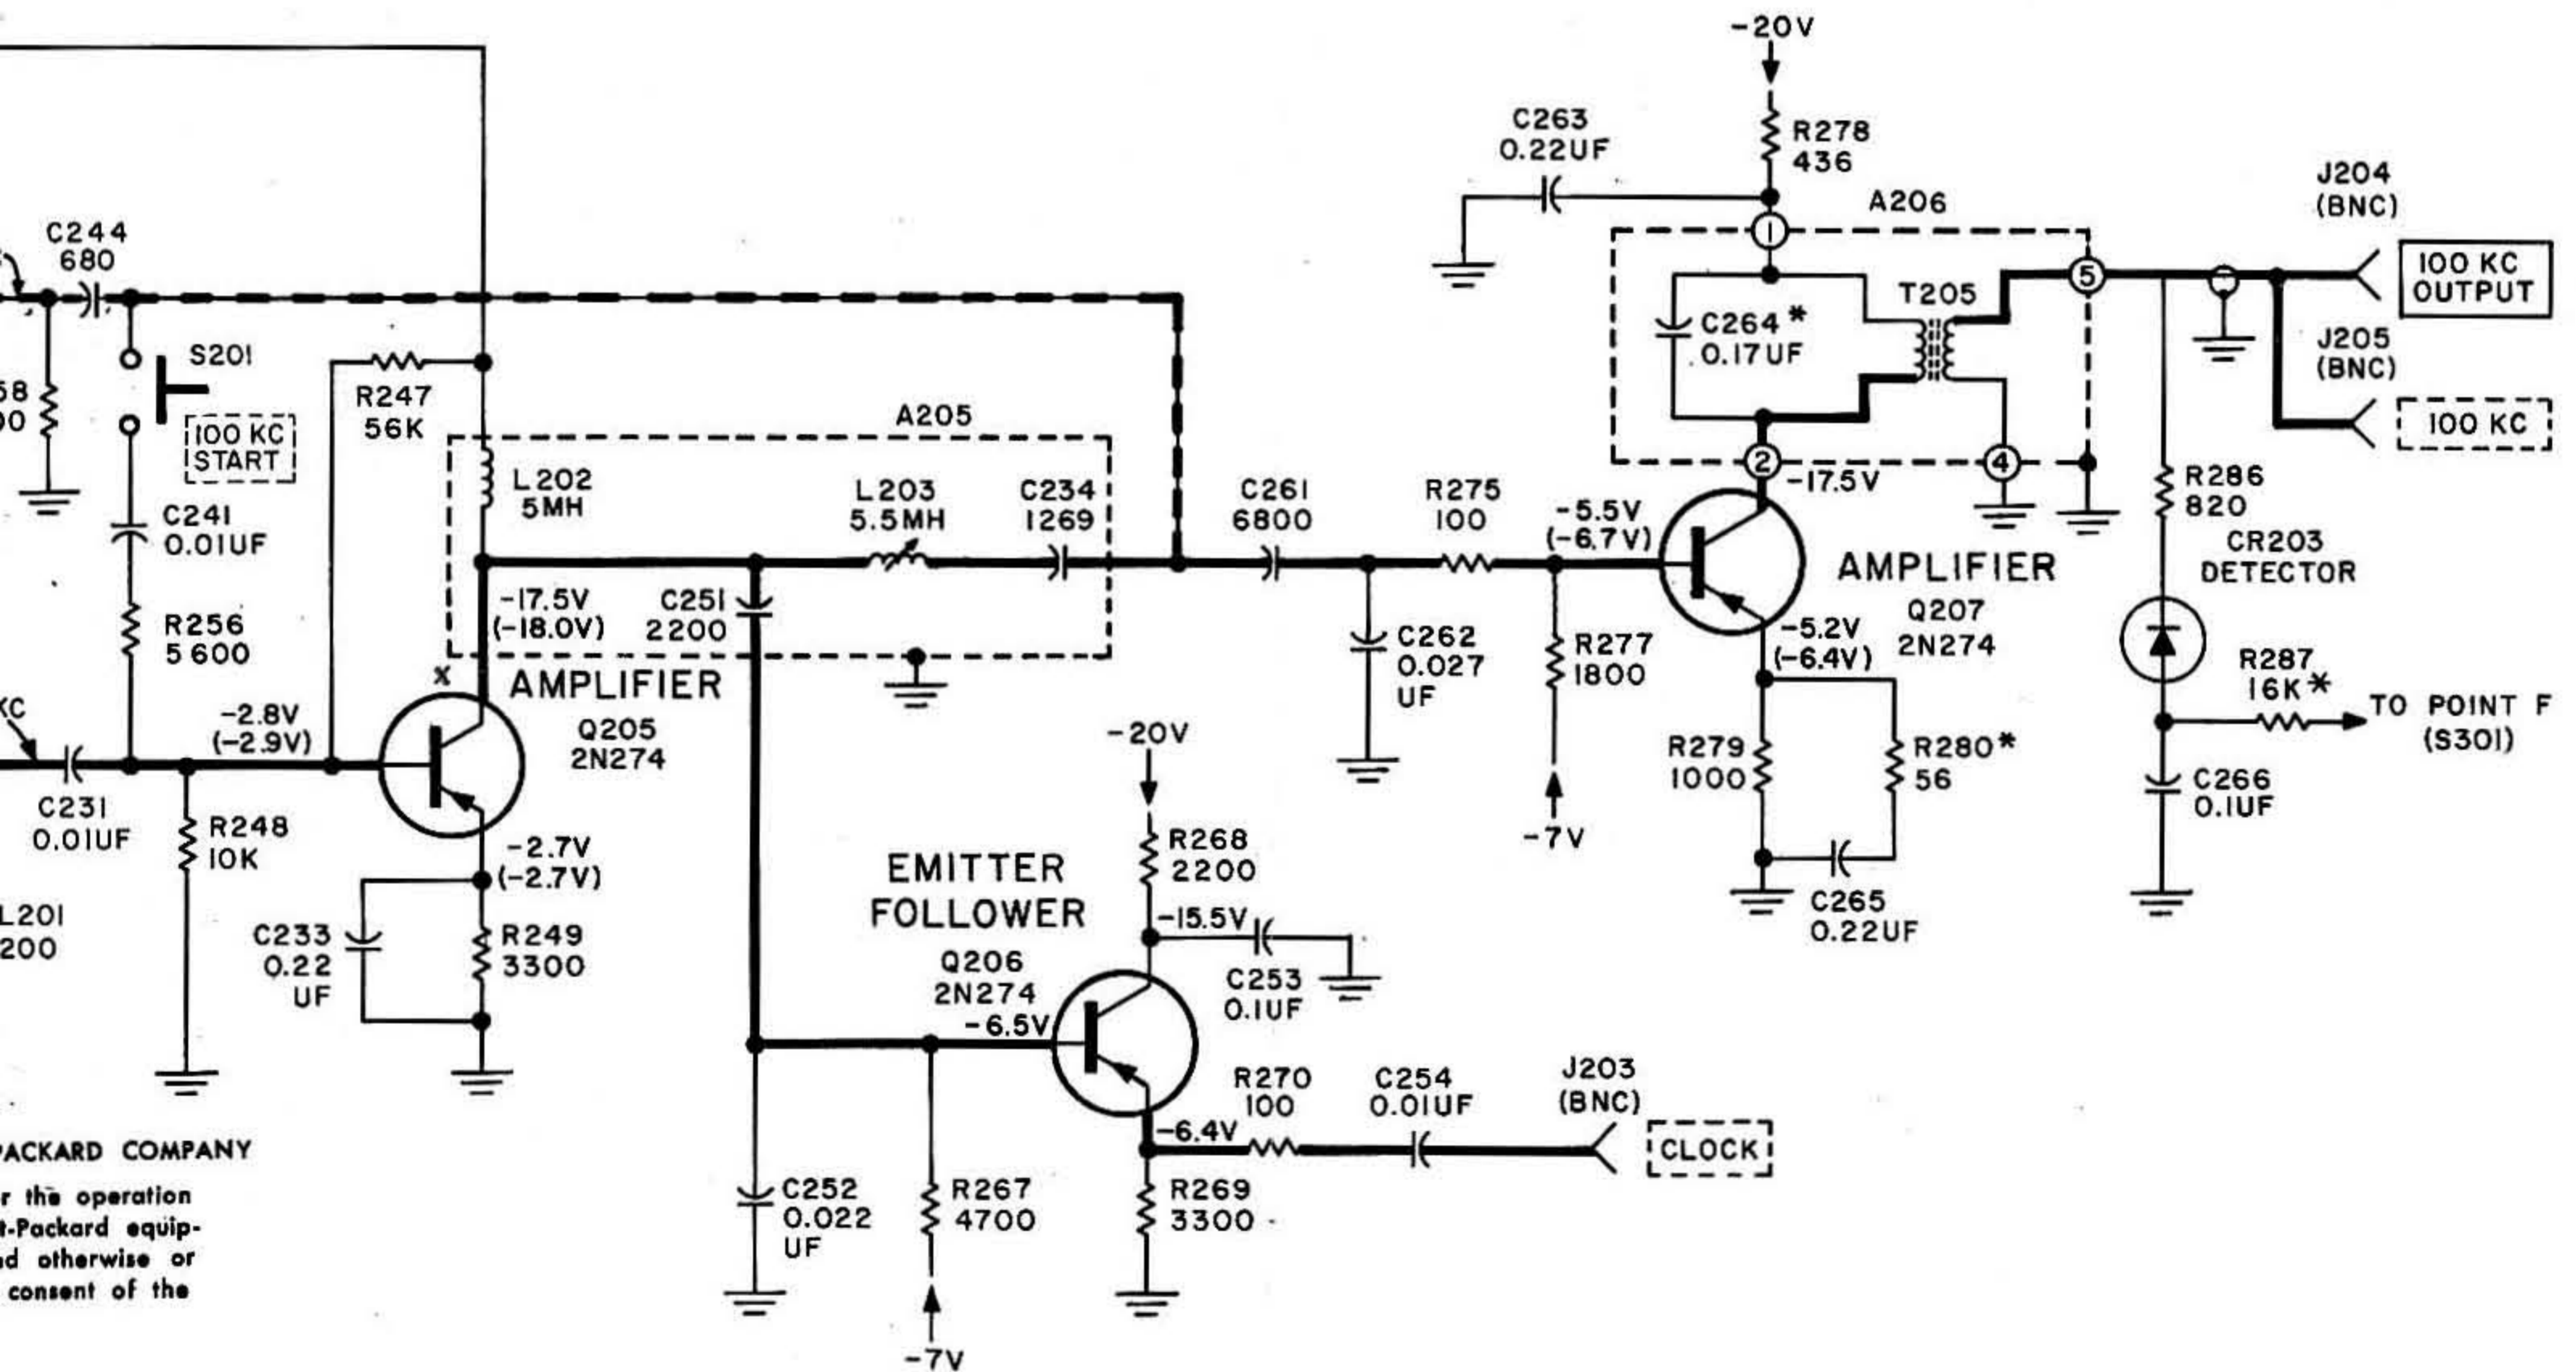 -20V
C263
0.22UF
R278
436
A206
J204
(BNC)
C244
680
1
100 KC
OUTPUT
5
T205
C264*
0.17UF
J205
(BNC)
S201
R247
56K
A205
100 KC
100 KC
START
2
4
-17.5V
L202
5MH
L203
5.5MH
C234
1269
C261
6800
R275
100
-5.5V
(-6.7V)
R286
820
C241
0.01UF
AMPLIFIER
Q207
2N274
CR203
DETECTOR
-17.5V
(-18.0V)
C251
2200
R256
5600
C262
0.027
UF
R277
1800
-5.2V
(-6.4V)
R287
16K*
TO POINT F
(S301)
X
AMPLIFIER
Q205
2N274
KC
-2.8V
(-2.9V)
-20V
R279
1000
R280*
56
C266
0.1UF
C231
0.01UF
R248
10K
-2.7V
(-2.7V)
R268
2200
-7V
EMITTER
FOLLOWER
Q206
2N274
-15.5V
C265
0.22UF
L201
200
C233
0.22
UF
R249
3300
C253
0.1UF
-6.5V
R270
100
C254
0.01UF
J203
(BNC)
-6.4V
CLOCK
PACKARD COMPANY
r the operation
t-Packard equip-
nd otherwise or
consent of the
C252
0.022
UF
R267
4700
R269
3300
-7V